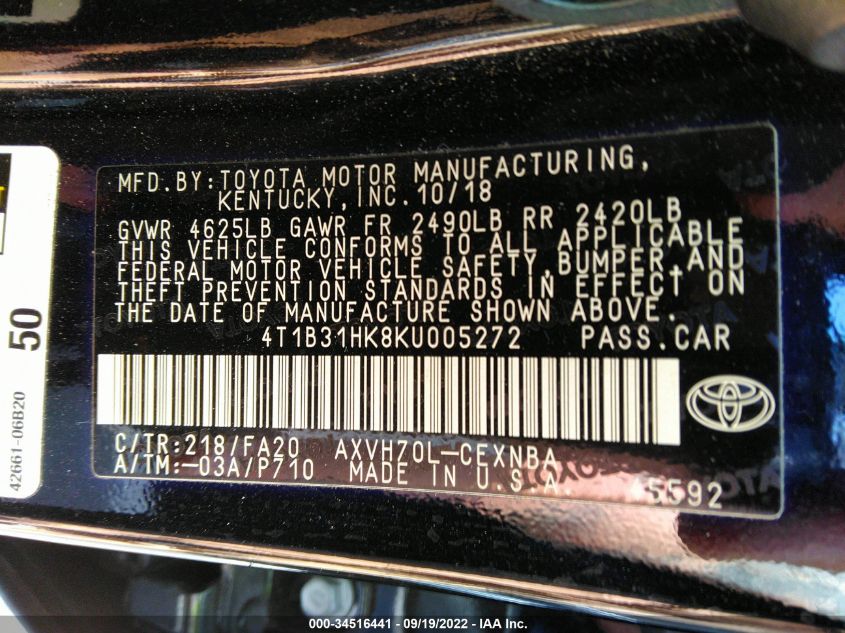 MFD. BY: TOYOTA MOTOR MANUFACTURING,
KENTUCKY, INC. 10/18
GVWR 4625LB GAWR FR 2490LB RR 2420LB
THIS VEHICLE CONFORMS TO ALL APPLICABLE
FEDERAL MOTOR VEHICLE SAFETY, BUMPER, AND
THEFT PREVENTION STANDARDS IN EFFECT ON
THE DATE OF MANUFACTURE SHOWN ABOVE.
4T1B31HK8KU005272 PASS.CAR
C/TR:218/FA20 AXVH70L-CEXNBA
A/TM:-03A/P710 MADE IN U.S.A.
45592
50
42661-06B20
000-34516441 - 09/19/2022 - IAA Inc.